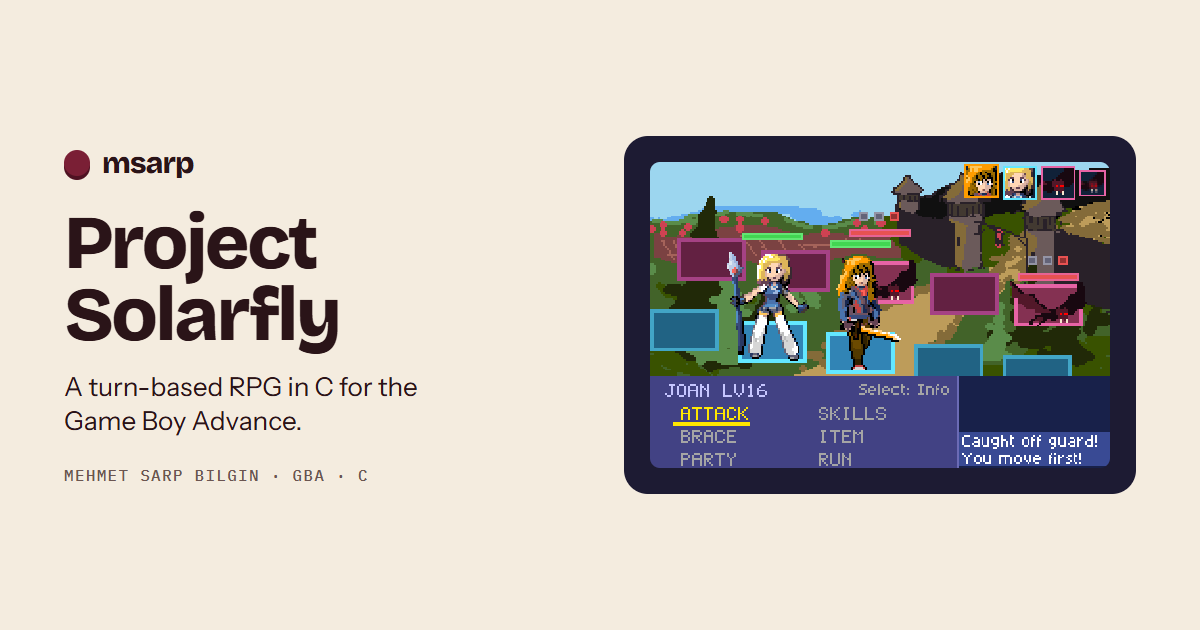 msarp
Project
Solarfly
A turn-based RPG in C for the
Game Boy Advance.
MEHMET SARP BILGIN · GBA · C
JOAN LV16
Select: Info
ATTACK
SKILLS
BRACE
ITEM
PARTY
RUN
Caught off guard!
You move first!